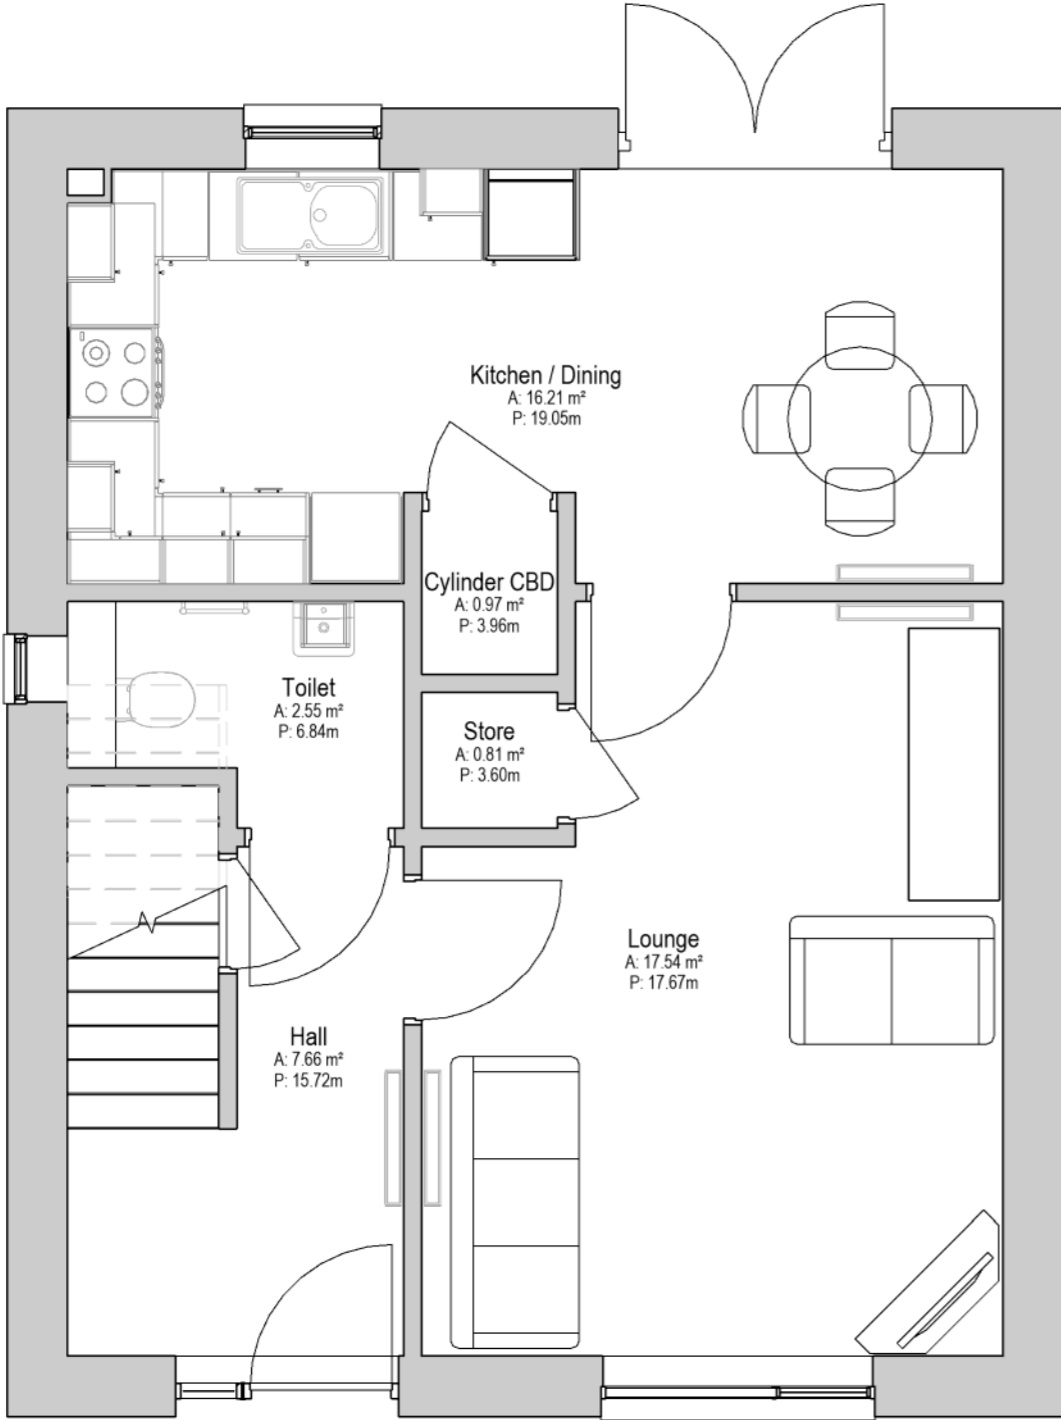 Kitchen / Dining
A: 16.21 m²
P: 19.05m
Cylinder CBD
A: 0.97 m²
P: 3.96m
Toilet
A: 2.55 m²
P: 6.84m
Store
A: 0.81 m²
P: 3.60m
Lounge
A: 17.54 m²
P: 17.67m
Hall
A: 7.66 m²
P: 15.72m